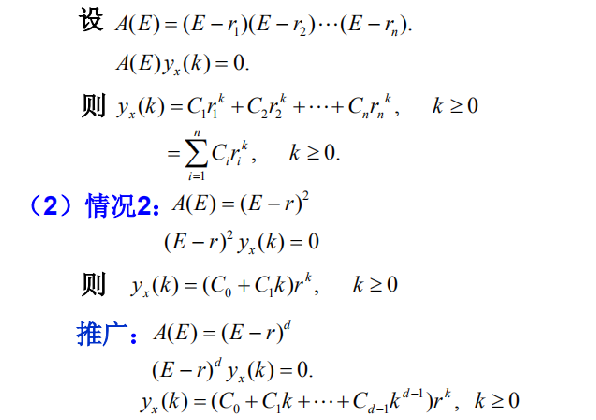 设 A(E) = (E − r₁)(E − r₂)⋯(E − rₙ).
A(E)yₓ(k) = 0.
则 yₓ(k) = C₁r₁ᵏ + C₂r₂ᵏ + ⋯ + Cₙrₙᵏ, k ≥ 0
= ∑_{i=1}^{n} Cᵢrᵢᵏ, k ≥ 0.
（2）情况2： A(E) = (E − r)²
(E − r)² yₓ(k) = 0
则 yₓ(k) = (C₀ + C₁k)rᵏ, k ≥ 0
推广： A(E) = (E − r)ᵈ
(E − r)ᵈ yₓ(k) = 0.
yₓ(k) = (C₀ + C₁k + ⋯ + C_{d−1}k^{d−1})rᵏ, k ≥ 0